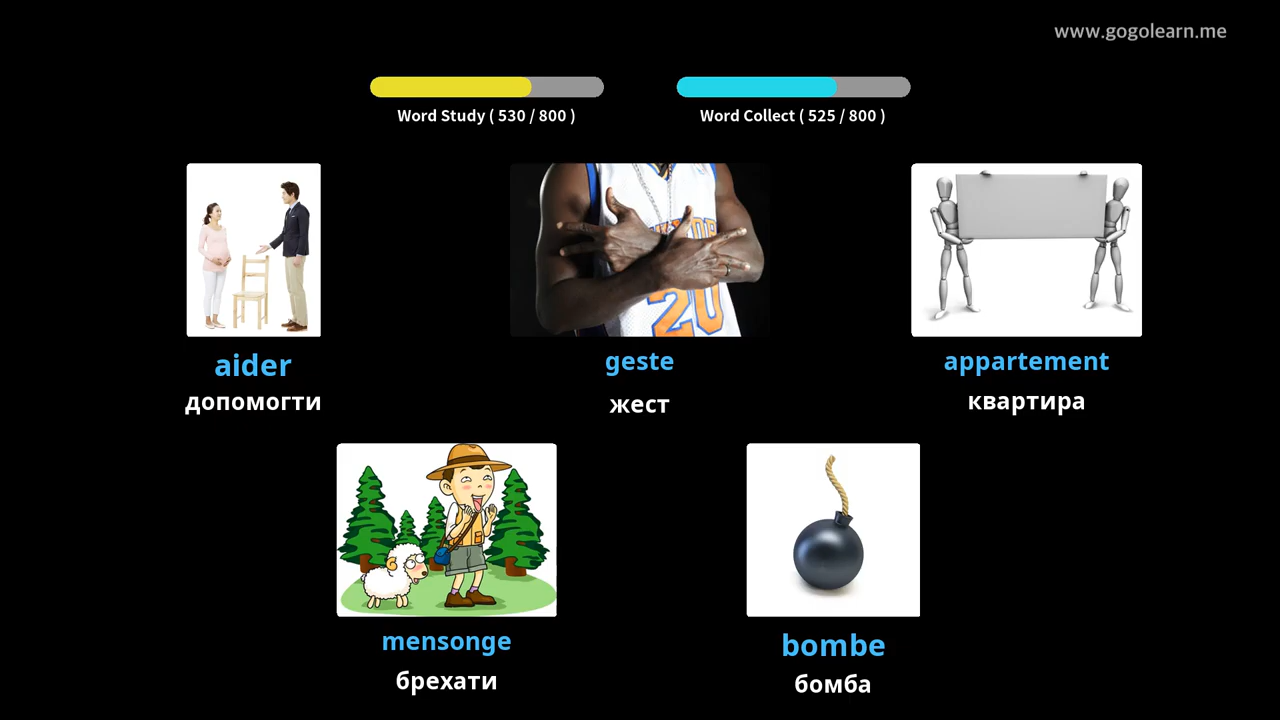 www.gogolearn.me
Word Study ( 530 / 800 )
Word Collect ( 525 / 800 )
20
aider
geste
appartement
допомогти
жест
квартира
mensonge
bombe
брехати
бомба